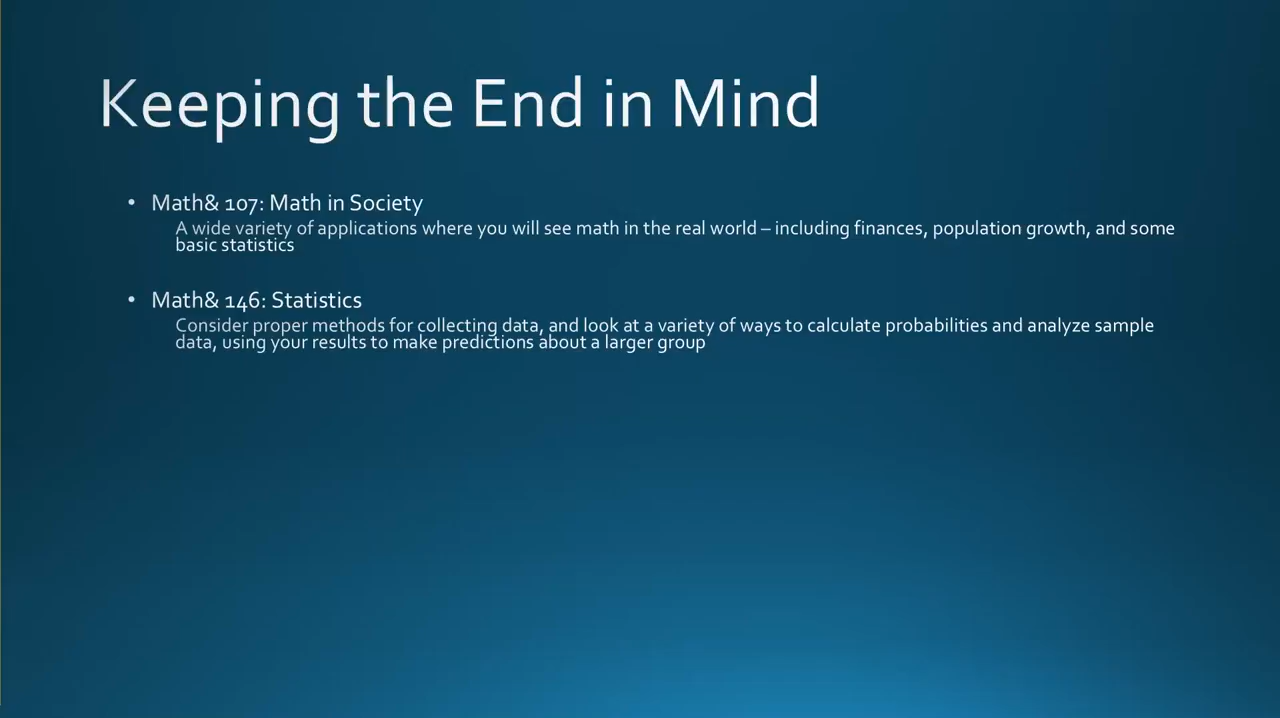 Keeping the End in Mind
• Math& 107: Math in Society
A wide variety of applications where you will see math in the real world – including finances, population growth, and some
basic statistics
• Math& 146: Statistics
Consider proper methods for collecting data, and look at a variety of ways to calculate probabilities and analyze sample
data, using your results to make predictions about a larger group